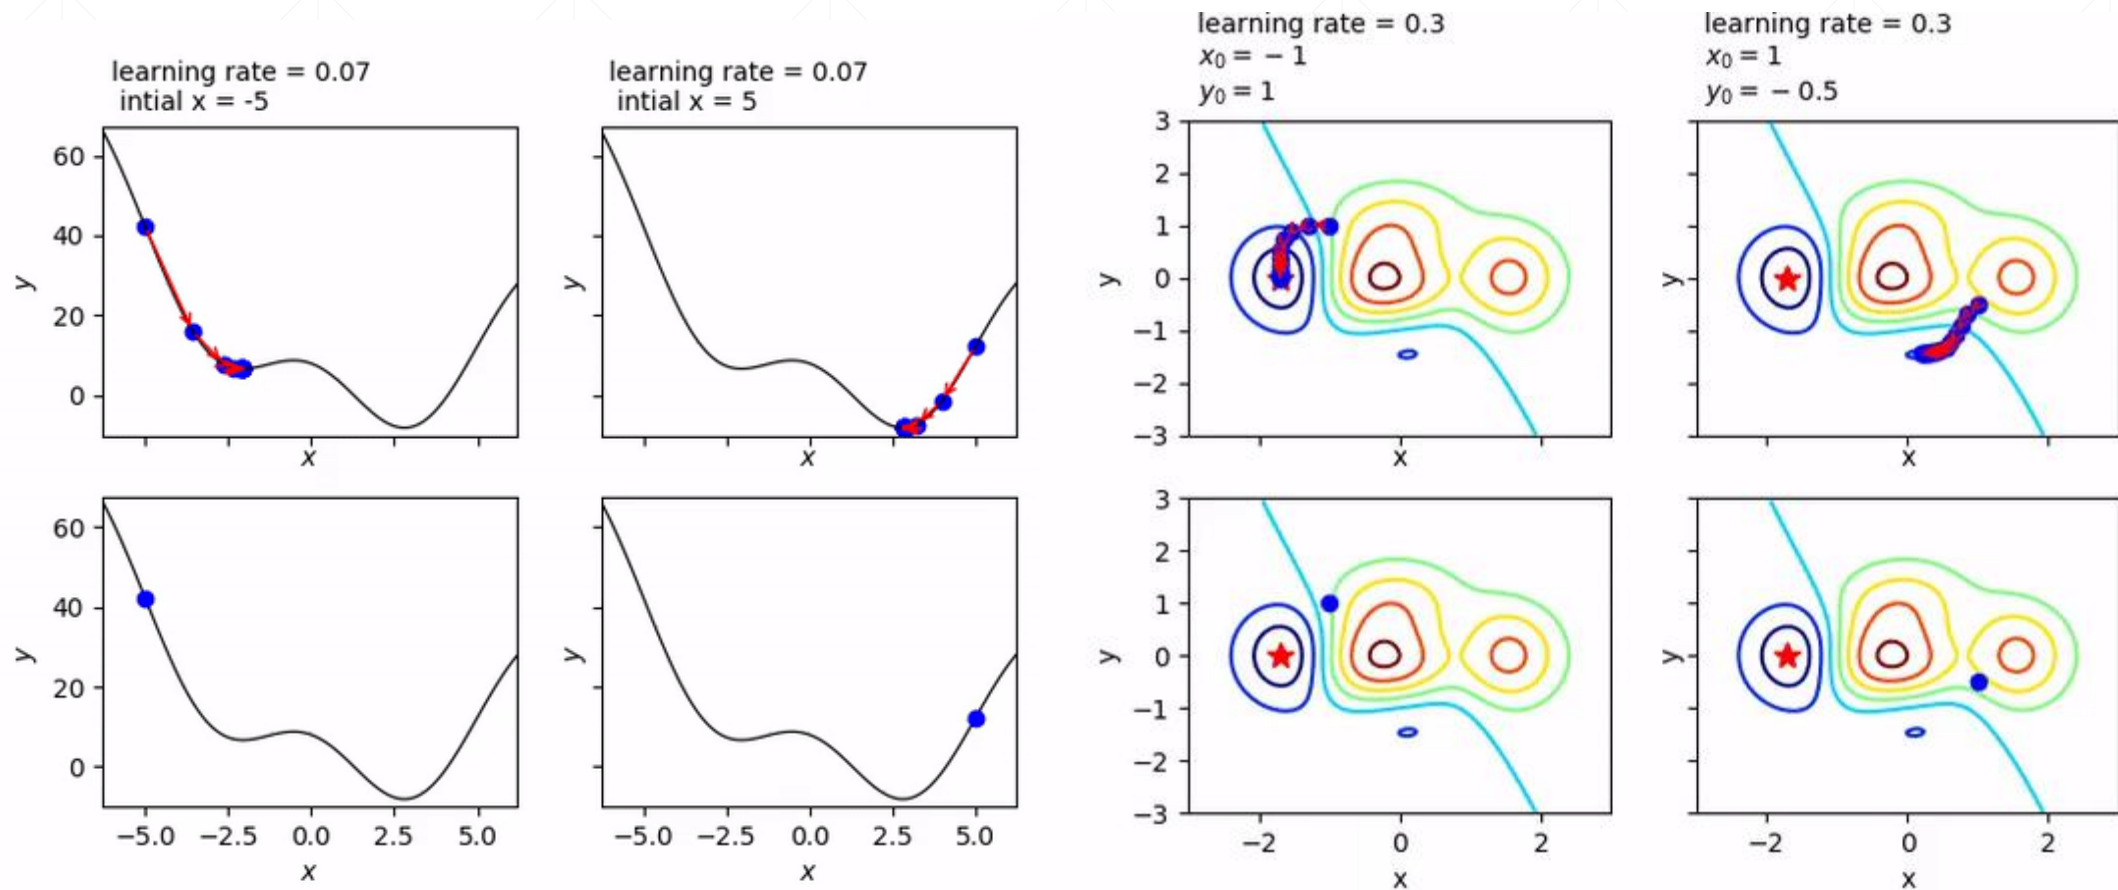 learning rate = 0.07
intial x = -5
60
40
20
0
y
x
learning rate = 0.07
intial x = 5
y
x
learning rate = 0.3
x₀ = − 1
y₀ = 1
3
2
1
0
−1
−2
−3
y
x
learning rate = 0.3
x₀ = 1
y₀ = − 0.5
y
x
60
40
20
0
y
−5.0 −2.5 0.0 2.5 5.0
x
y
−5.0 −2.5 0.0 2.5 5.0
x
3
2
1
0
−1
−2
−3
y
−2 0 2
x
y
−2 0 2
x